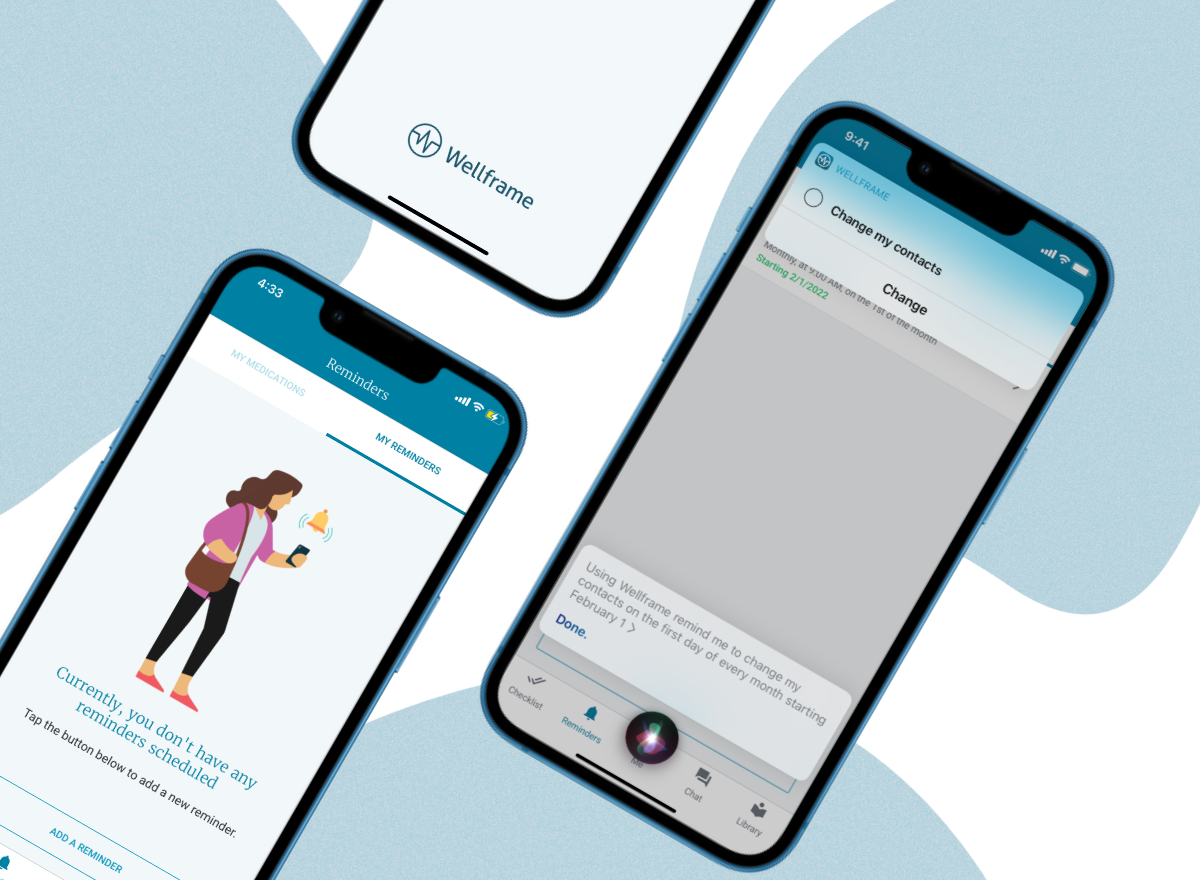 Wellframe
4:33
Reminders
MY MEDICATIONS
MY REMINDERS
Currently, you don't have any
reminders scheduled
Tap the button below to add a new reminder.
ADD A REMINDER
9:41
WELLFRAME
Change my contacts
Change
Monthly, at 9:00 AM, on the 1st of the month
Starting 2/1/2022
Using Wellframe remind me to change my
contacts on the first day of every month starting
February 1 >
Done.
Checklist
Reminders
Me
Chat
Library